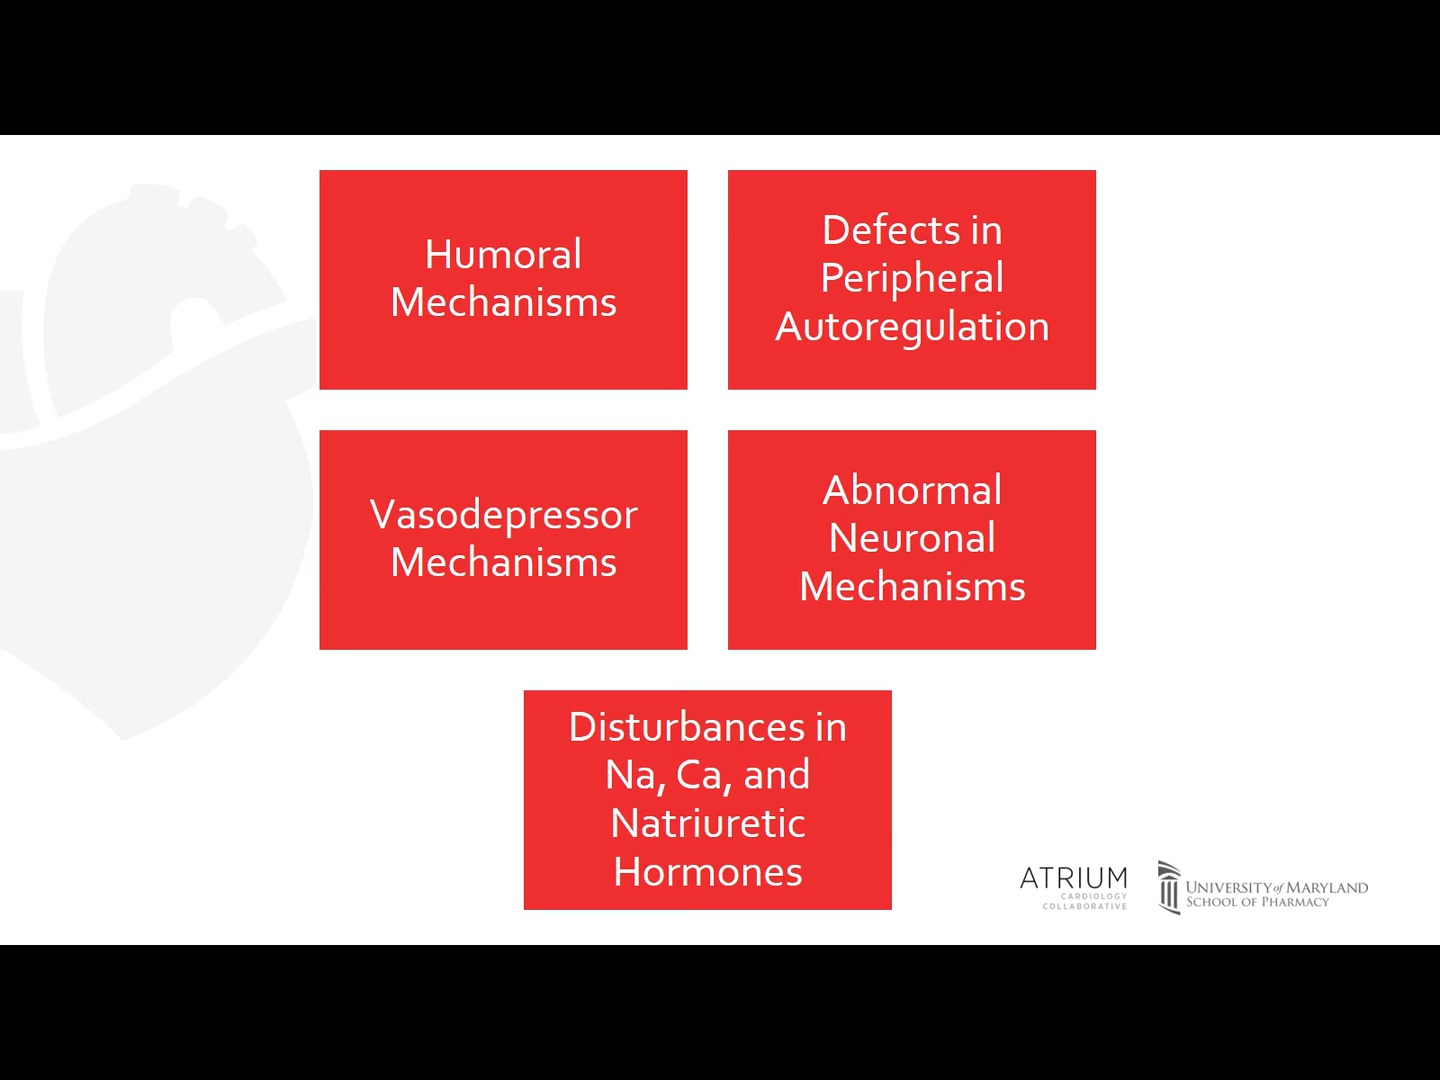 Humoral
Mechanisms
Defects in
Peripheral
Autoregulation
Vasodepressor
Mechanisms
Abnormal
Neuronal
Mechanisms
Disturbances in
Na, Ca, and
Natriuretic
Hormones
ATRIUM
CARDIOLOGY
COLLABORATIVE
UNIVERSITY of MARYLAND
SCHOOL OF PHARMACY